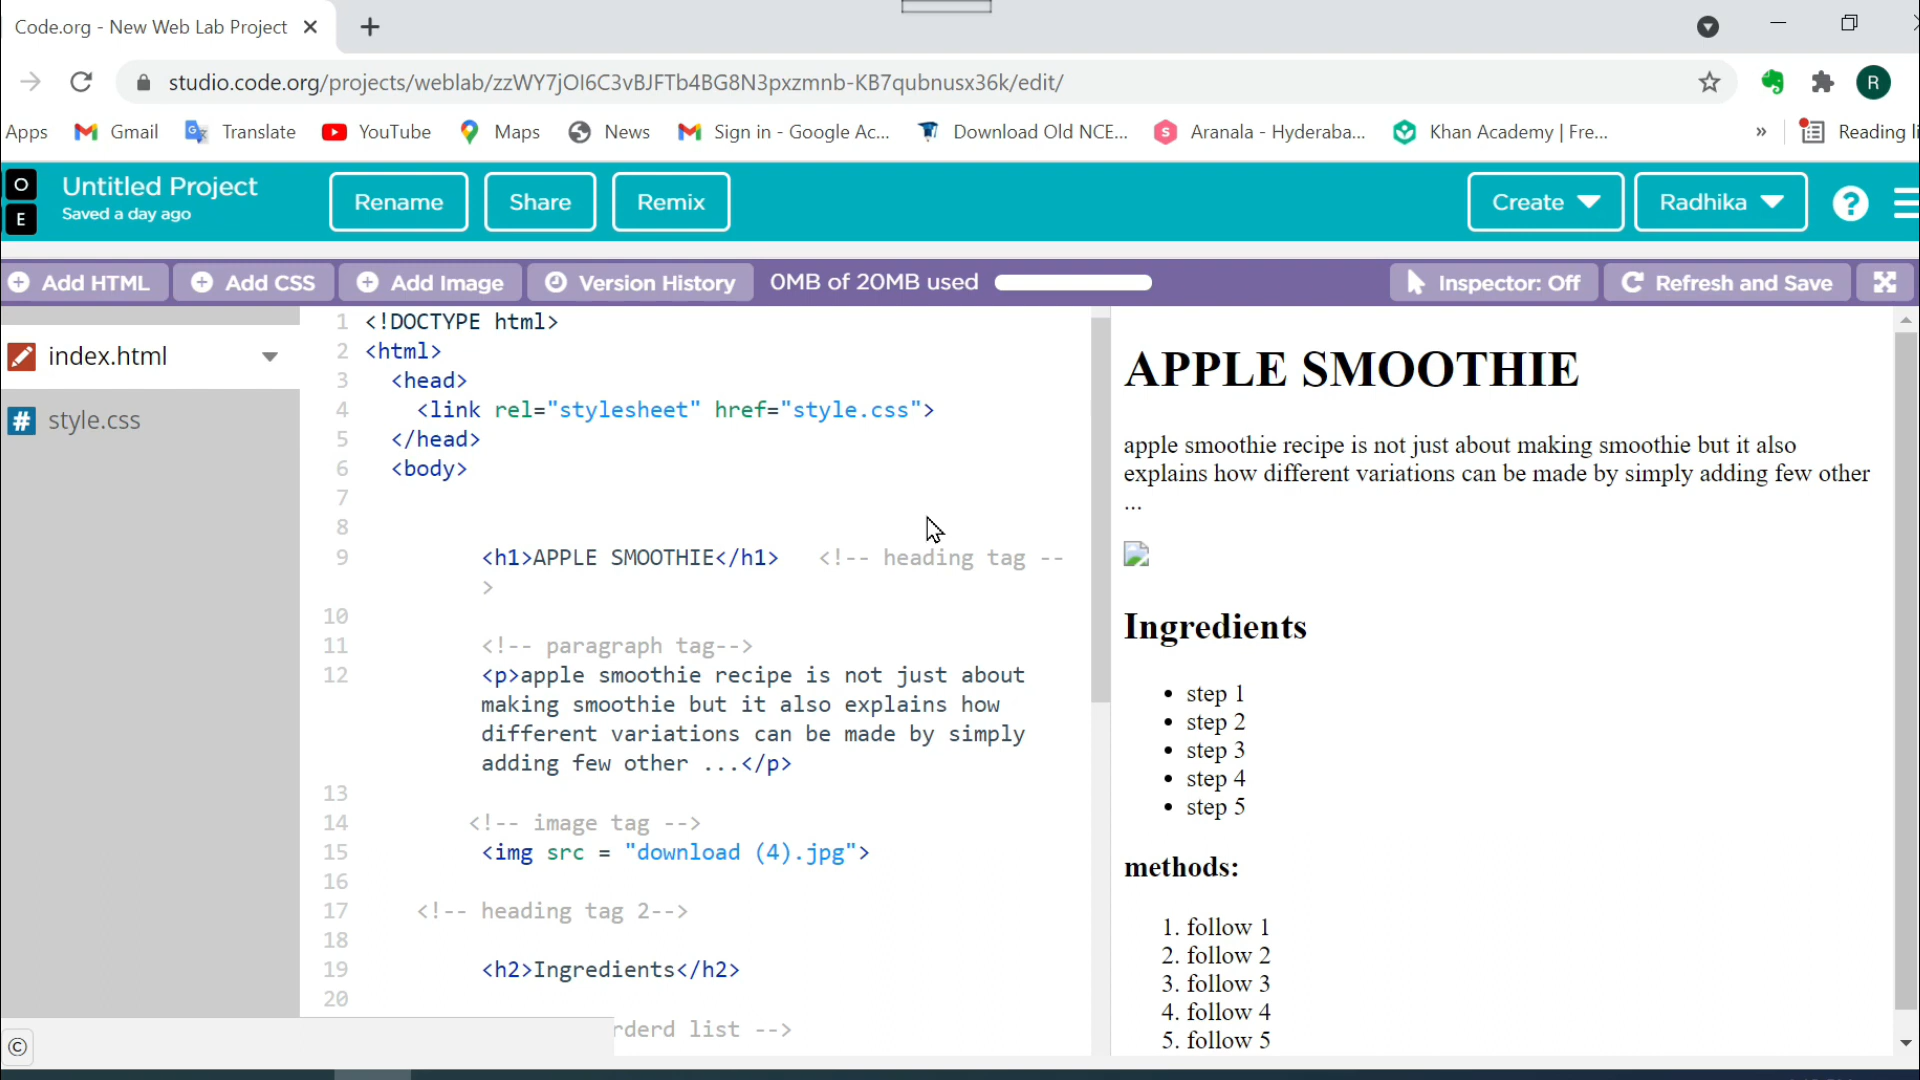 Code.org - New Web Lab Project
studio.code.org/projects/weblab/zzWY7jOI6C3vBJFTb4BG8N3pxzmnb-KB7qubnusx36k/edit/
R
Apps Gmail Translate YouTube Maps News Sign in - Google Ac... Download Old NCE... S Aranala - Hyderaba... Khan Academy | Fre... » Reading li
O
E
Untitled Project
Saved a day ago
Rename Share Remix Create Radhika ?
Add HTML Add CSS Add Image Version History 0MB of 20MB used Inspector: Off Refresh and Save
index.html
# style.css
1 <!DOCTYPE html>
2 <html>
3 <head>
4 <link rel="stylesheet" href="style.css">
5 </head>
6 <body>
7
8
9 <h1>APPLE SMOOTHIE</h1> <!-- heading tag --
>
10
11 <!-- paragraph tag-->
12 <p>apple smoothie recipe is not just about
making smoothie but it also explains how
different variations can be made by simply
adding few other ...</p>
13
14 <!-- image tag -->
15 <img src = "download (4).jpg">
16
17 <!-- heading tag 2-->
18
19 <h2>Ingredients</h2>
20
rderd list -->
©
APPLE SMOOTHIE
apple smoothie recipe is not just about making smoothie but it also
explains how different variations can be made by simply adding few other
...
Ingredients
• step 1
• step 2
• step 3
• step 4
• step 5
methods:
1. follow 1
2. follow 2
3. follow 3
4. follow 4
5. follow 5